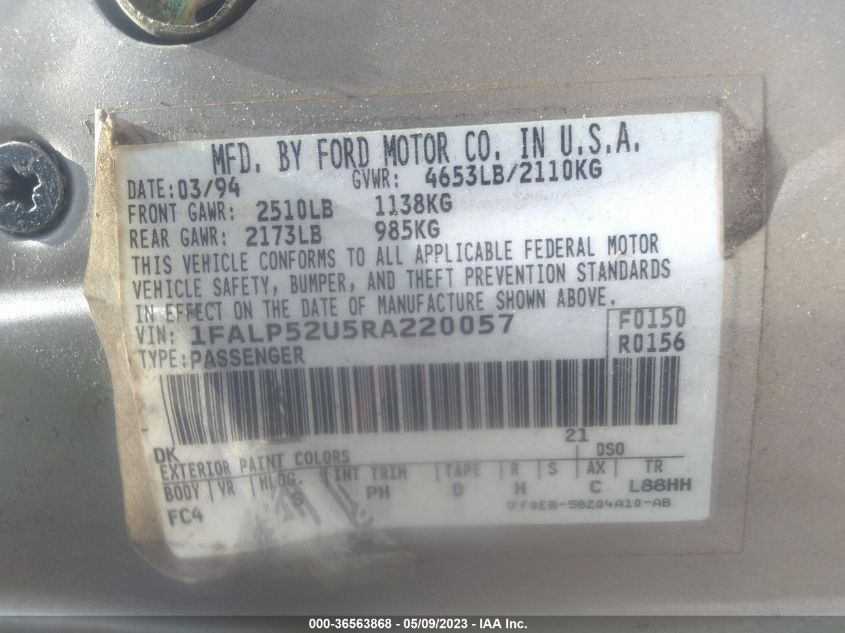 MFD. BY FORD MOTOR CO. IN U.S.A.
DATE: 03/94 GVWR: 4653LB/2110KG
FRONT GAWR: 2510LB 1138KG
REAR GAWR: 2173LB 985KG
THIS VEHICLE CONFORMS TO ALL APPLICABLE FEDERAL MOTOR
VEHICLE SAFETY, BUMPER, AND THEFT PREVENTION STANDARDS
IN EFFECT ON THE DATE OF MANUFACTURE SHOWN ABOVE.
VIN: 1FALP52U5RA220057 F0150
TYPE: PASSENGER R0156
DK 21
EXTERIOR PAINT COLORS DSO
BODY VR MLDG. INT TRIM TAPE R S AX TR
FC4 S PH D H C L88HH
F0EB-58204A10-AB
000-36563868 - 05/09/2023 - IAA Inc.